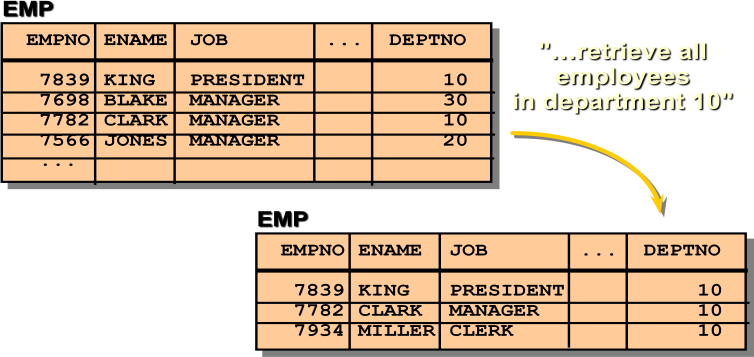 EMP
EMPNO ENAME JOB ... DEPTNO
7839 KING PRESIDENT 10
7698 BLAKE MANAGER 30
7782 CLARK MANAGER 10
7566 JONES MANAGER 20
...
"...retrieve all
employees
in department 10"
EMP
EMPNO ENAME JOB ... DEPTNO
7839 KING PRESIDENT 10
7782 CLARK MANAGER 10
7934 MILLER CLERK 10